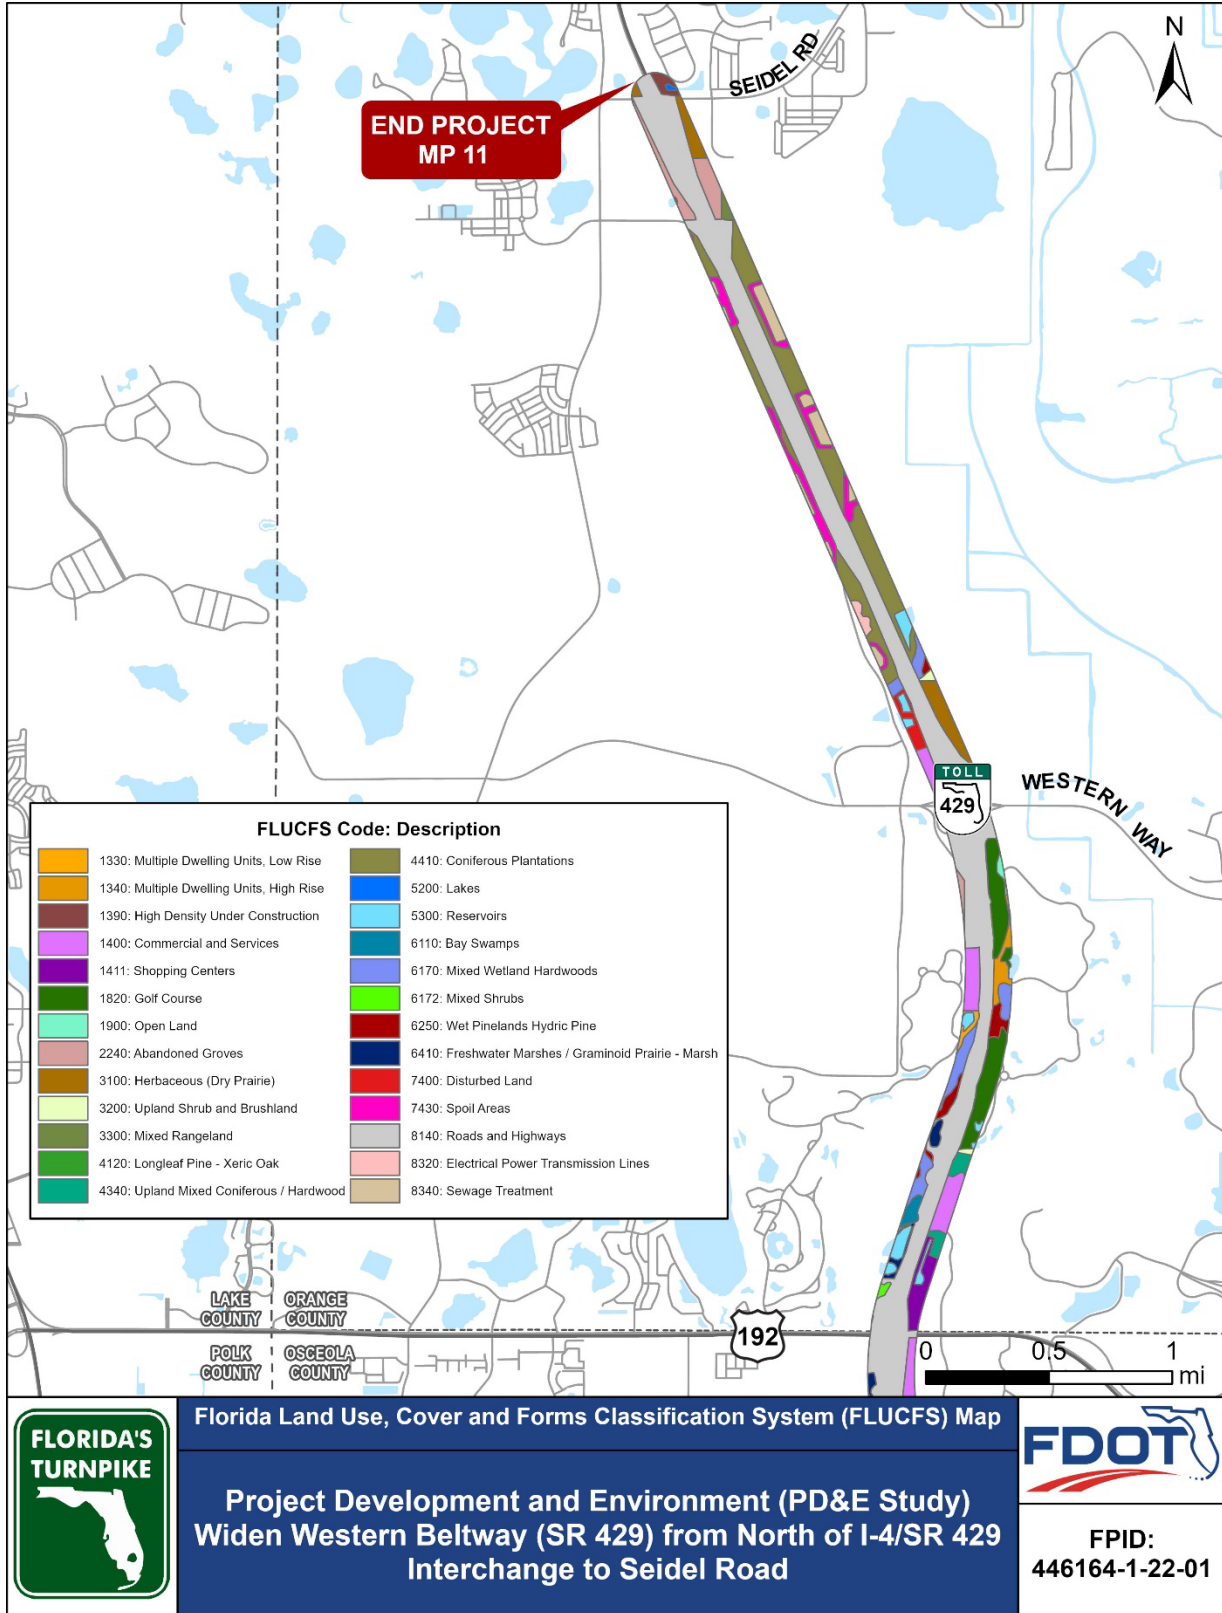 N
SEIDEL RD
END PROJECT
MP 11
TOLL
429
WESTERN WAY
FLUCFS Code: Description
1330: Multiple Dwelling Units, Low Rise
1340: Multiple Dwelling Units, High Rise
1390: High Density Under Construction
1400: Commercial and Services
1411: Shopping Centers
1820: Golf Course
1900: Open Land
2240: Abandoned Groves
3100: Herbaceous (Dry Prairie)
3200: Upland Shrub and Brushland
3300: Mixed Rangeland
4120: Longleaf Pine - Xeric Oak
4340: Upland Mixed Coniferous / Hardwood
4410: Coniferous Plantations
5200: Lakes
5300: Reservoirs
6110: Bay Swamps
6170: Mixed Wetland Hardwoods
6172: Mixed Shrubs
6250: Wet Pinelands Hydric Pine
6410: Freshwater Marshes / Graminoid Prairie - Marsh
7400: Disturbed Land
7430: Spoil Areas
8140: Roads and Highways
8320: Electrical Power Transmission Lines
8340: Sewage Treatment
LAKE
COUNTY
ORANGE
COUNTY
POLK
COUNTY
OSCEOLA
COUNTY
192
0 0.5 1
mi
FLORIDA'S
TURNPIKE
Florida Land Use, Cover and Forms Classification System (FLUCFS) Map
Project Development and Environment (PD&E Study)
Widen Western Beltway (SR 429) from North of I-4/SR 429
Interchange to Seidel Road
FDOT
FPID:
446164-1-22-01